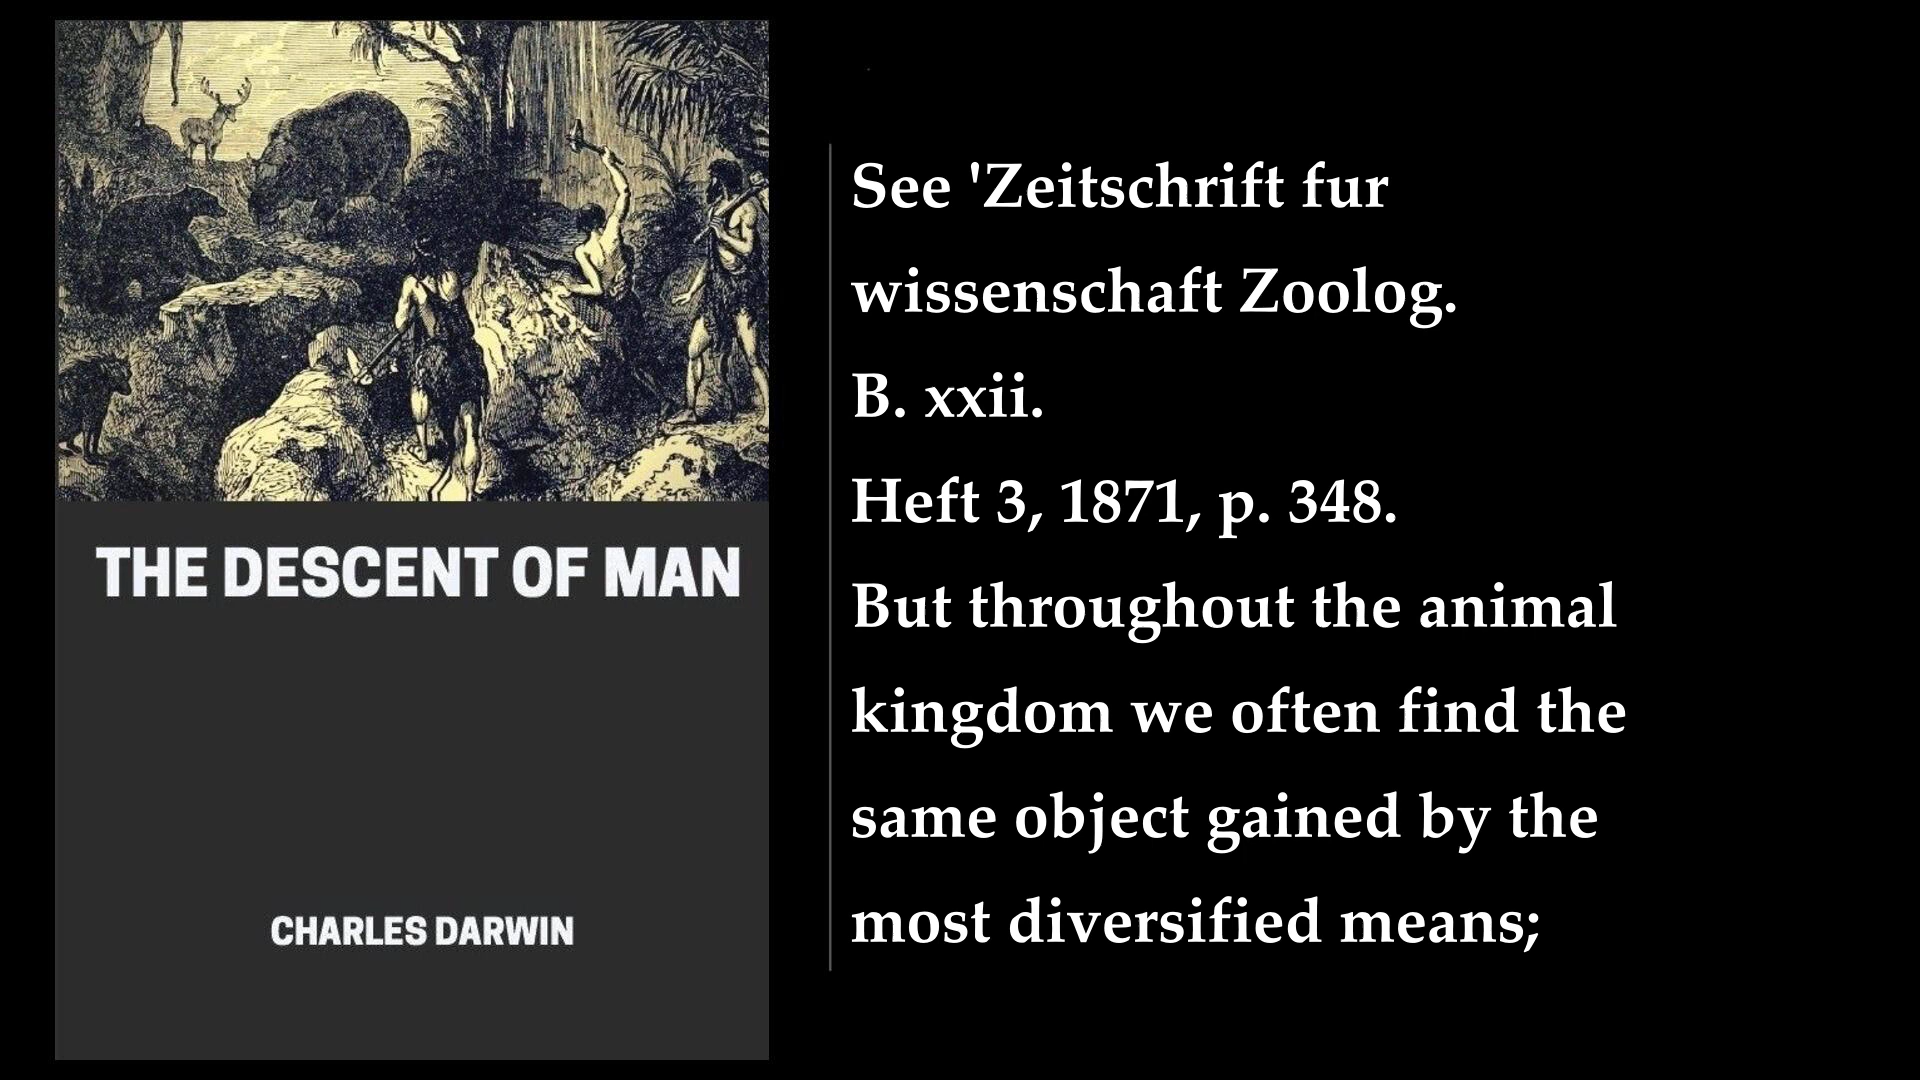 THE DESCENT OF MAN
CHARLES DARWIN
See 'Zeitschrift fur
wissenschaft Zoolog.
B. xxii.
Heft 3, 1871, p. 348.
But throughout the animal
kingdom we often find the
same object gained by the
most diversified means;